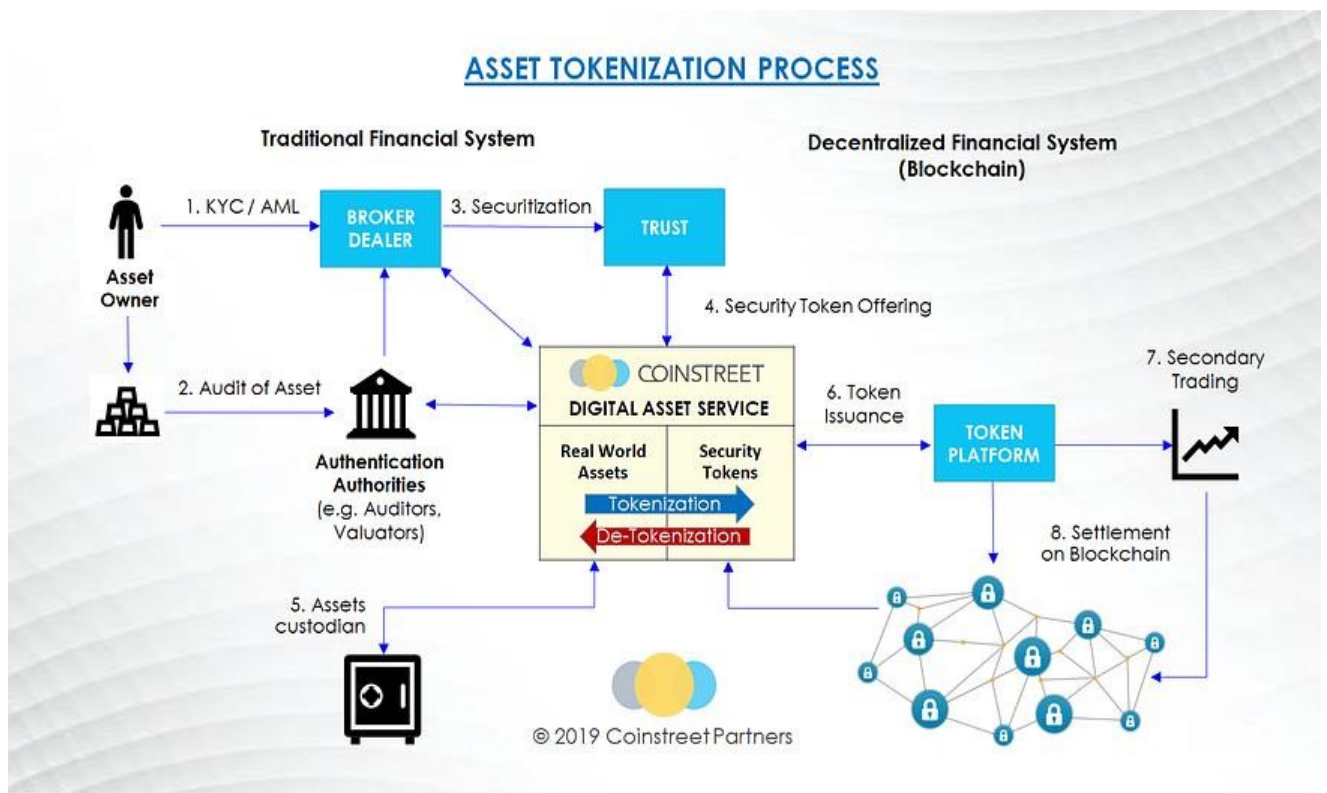 ASSET TOKENIZATION PROCESS
Traditional Financial System
Decentralized Financial System
(Blockchain)
1. KYC / AML
BROKER
DEALER
3. Securitization
TRUST
Asset
Owner
4. Security Token Offering
2. Audit of Asset
COINSTREET
DIGITAL ASSET SERVICE
Real World
Assets
Security
Tokens
Tokenization
De-Tokenization
Authentication
Authorities
(e.g. Auditors,
Valuators)
6. Token
Issuance
TOKEN
PLATFORM
7. Secondary
Trading
8. Settlement
on Blockchain
5. Assets
custodian
© 2019 Coinstreet Partners